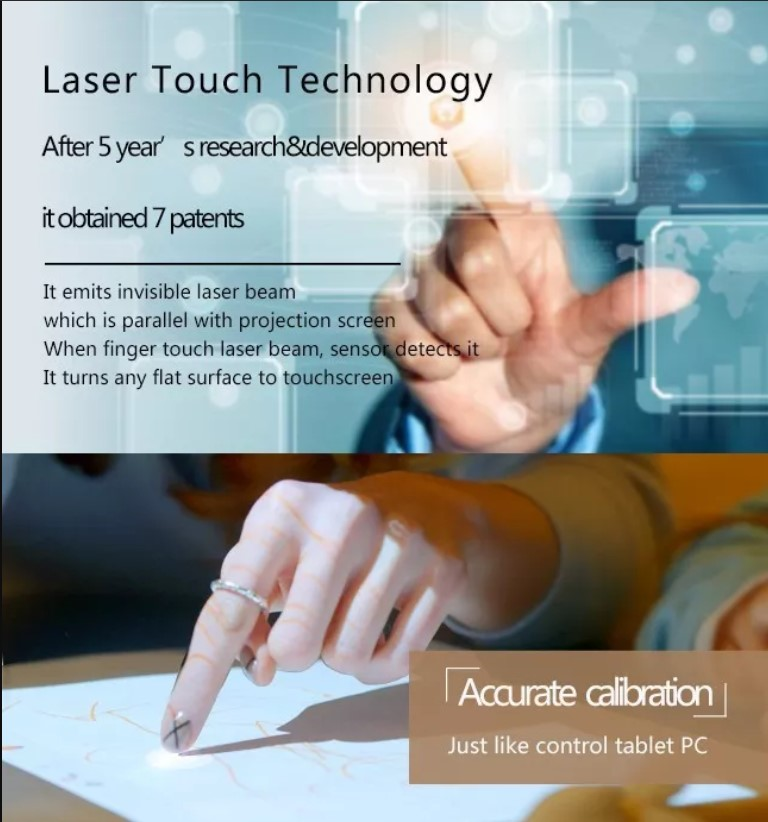 Laser Touch Technology
After 5 year' s research&development
it obtained 7 patents
It emits invisible laser beam
which is parallel with projection screen
When finger touch laser beam, sensor detects it
It turns any flat surface to touchscreen
Accurate calibration
Just like control tablet PC